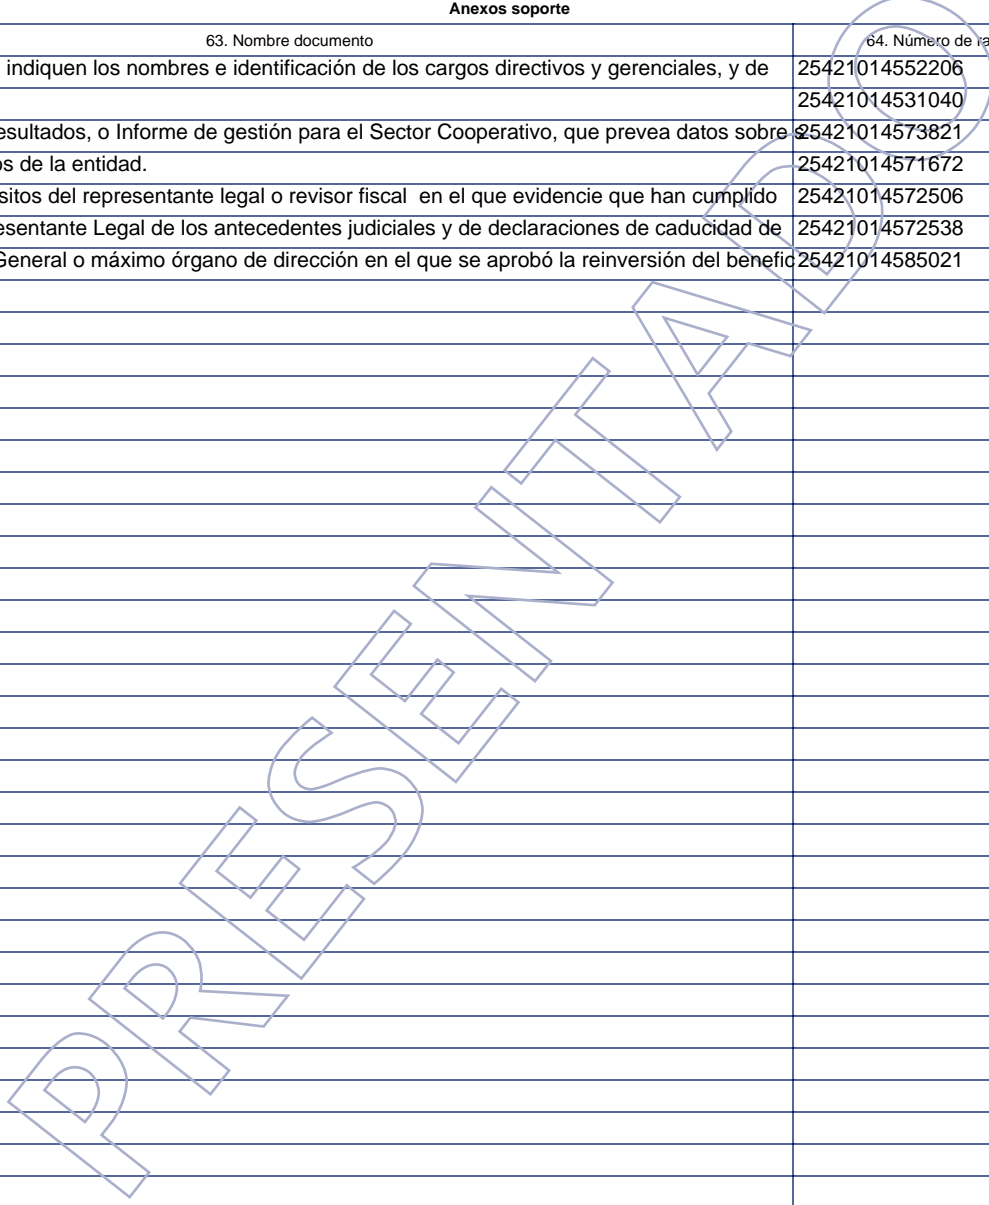 Anexos soporte
63. Nombre documento 64. Número de ra
indiquen los nombres e identificación de los cargos directivos y gerenciales, y de 25421014552206
25421014531040
esultados, o Informe de gestión para el Sector Cooperativo, que prevea datos sobre s 25421014573821
os de la entidad. 25421014571672
sitos del representante legal o revisor fiscal en el que evidencie que han cumplido 25421014572506
esentante Legal de los antecedentes judiciales y de declaraciones de caducidad de 25421014572538
General o máximo órgano de dirección en el que se aprobó la reinversión del benefic 25421014585021
PRESENTADO